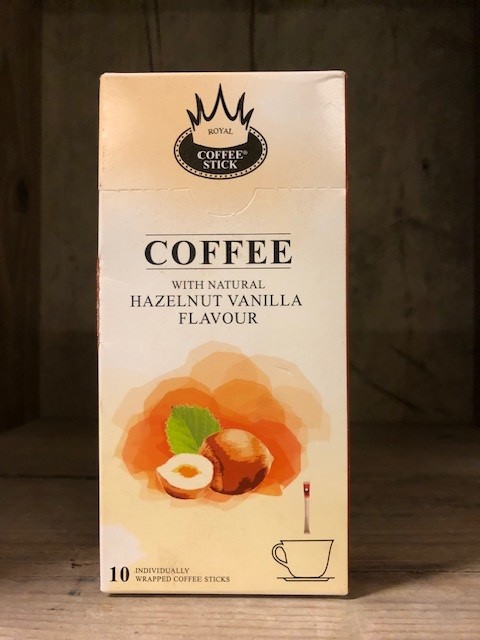 ROYAL
COFFEE®
STICK
COFFEE
WITH NATURAL
HAZELNUT VANILLA
FLAVOUR
10 INDIVIDUALLY
WRAPPED COFFEE STICKS